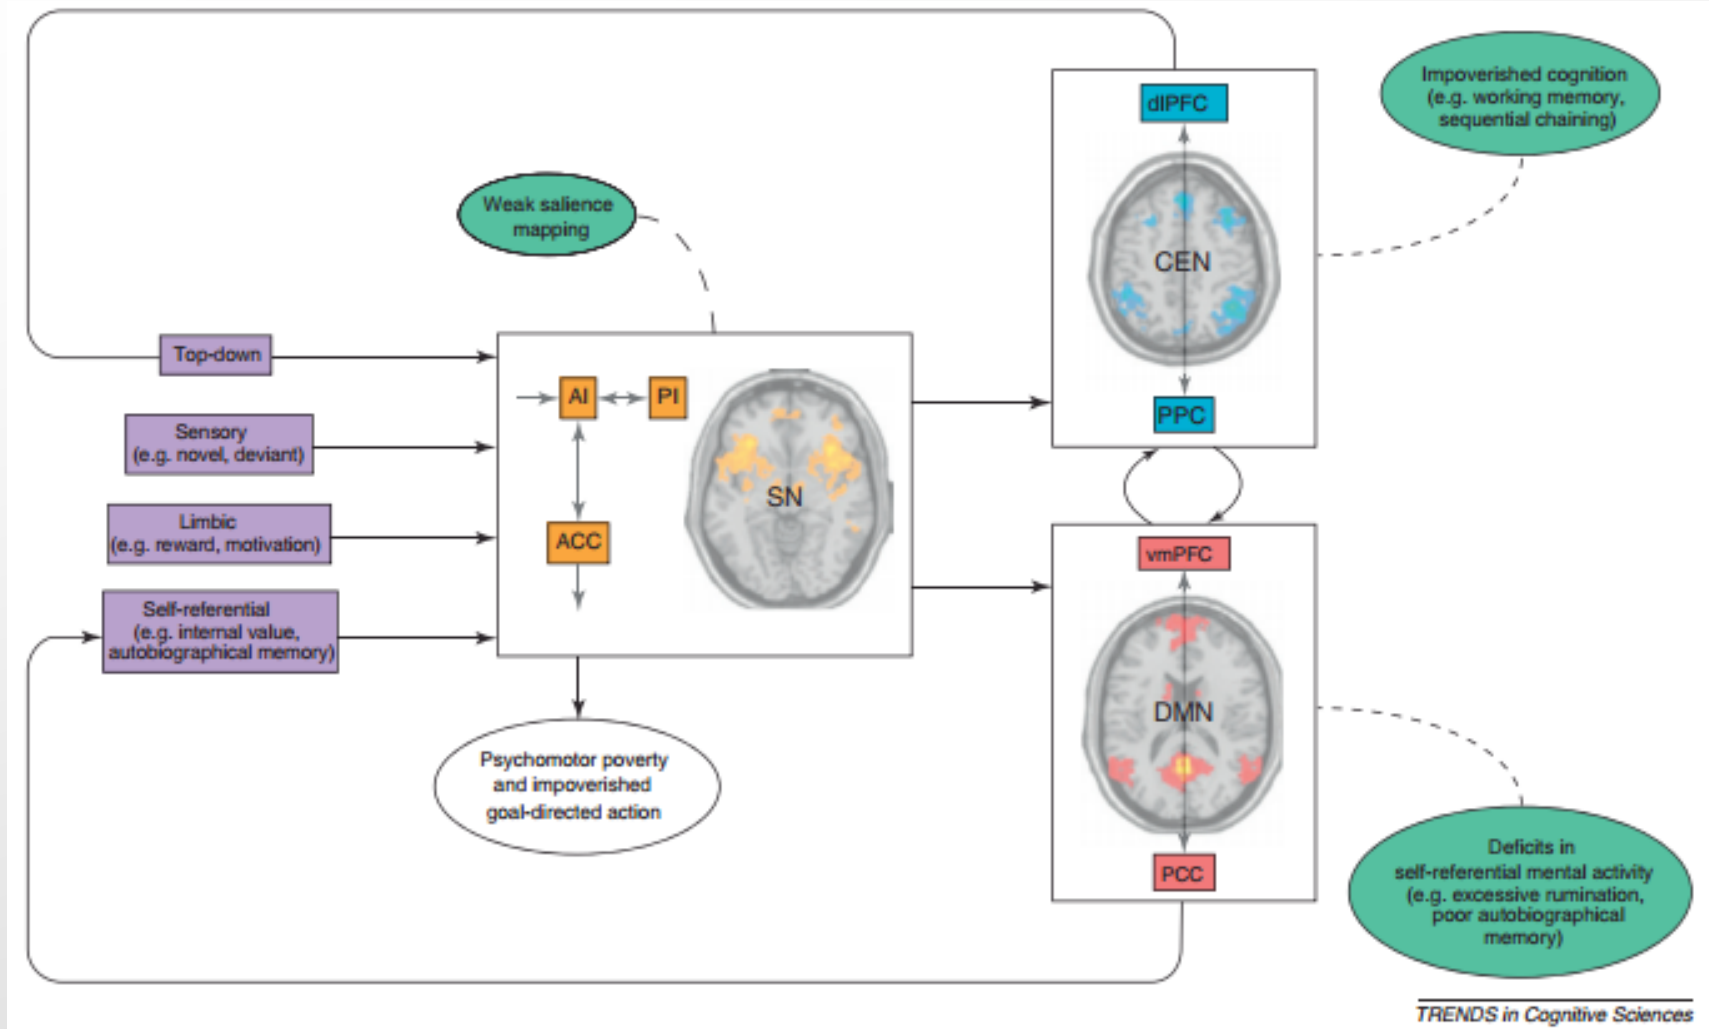 dlPFC
Impoverished cognition
(e.g. working memory,
sequential chaining)
Weak salience
mapping
CEN
Top-down
AI
PI
PPC
Sensory
(e.g. novel, deviant)
SN
Limbic
(e.g. reward, motivation)
ACC
vmPFC
Self-referential
(e.g. internal value,
autobiographical memory)
DMN
Psychomotor poverty
and impoverished
goal-directed action
PCC
Deficits in
self-referential mental activity
(e.g. excessive rumination,
poor autobiographical
memory)
TRENDS in Cognitive Sciences